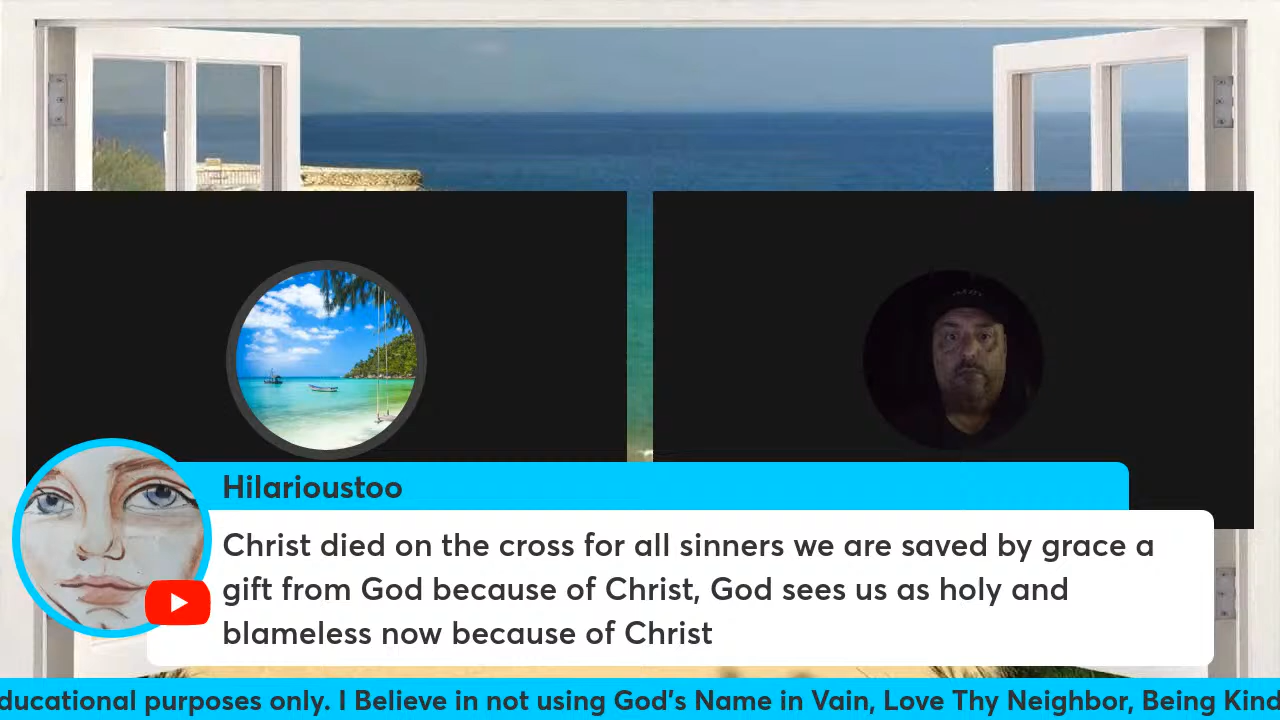 Hilarioustoo
Christ died on the cross for all sinners we are saved by grace a
gift from God because of Christ, God sees us as holy and
blameless now because of Christ
ducational purposes only. I Believe in not using God's Name in Vain, Love Thy Neighbor, Being Kind